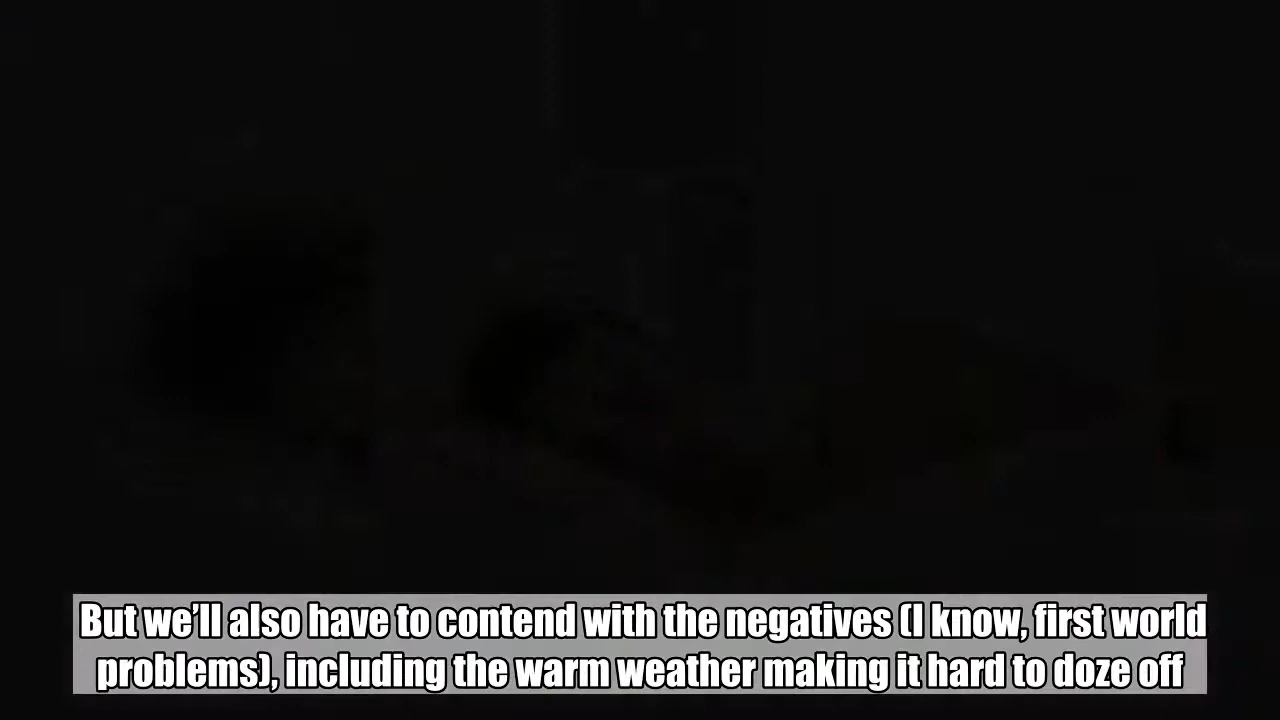 But we’ll also have to contend with the negatives (I know, first world
problems), including the warm weather making it hard to doze off